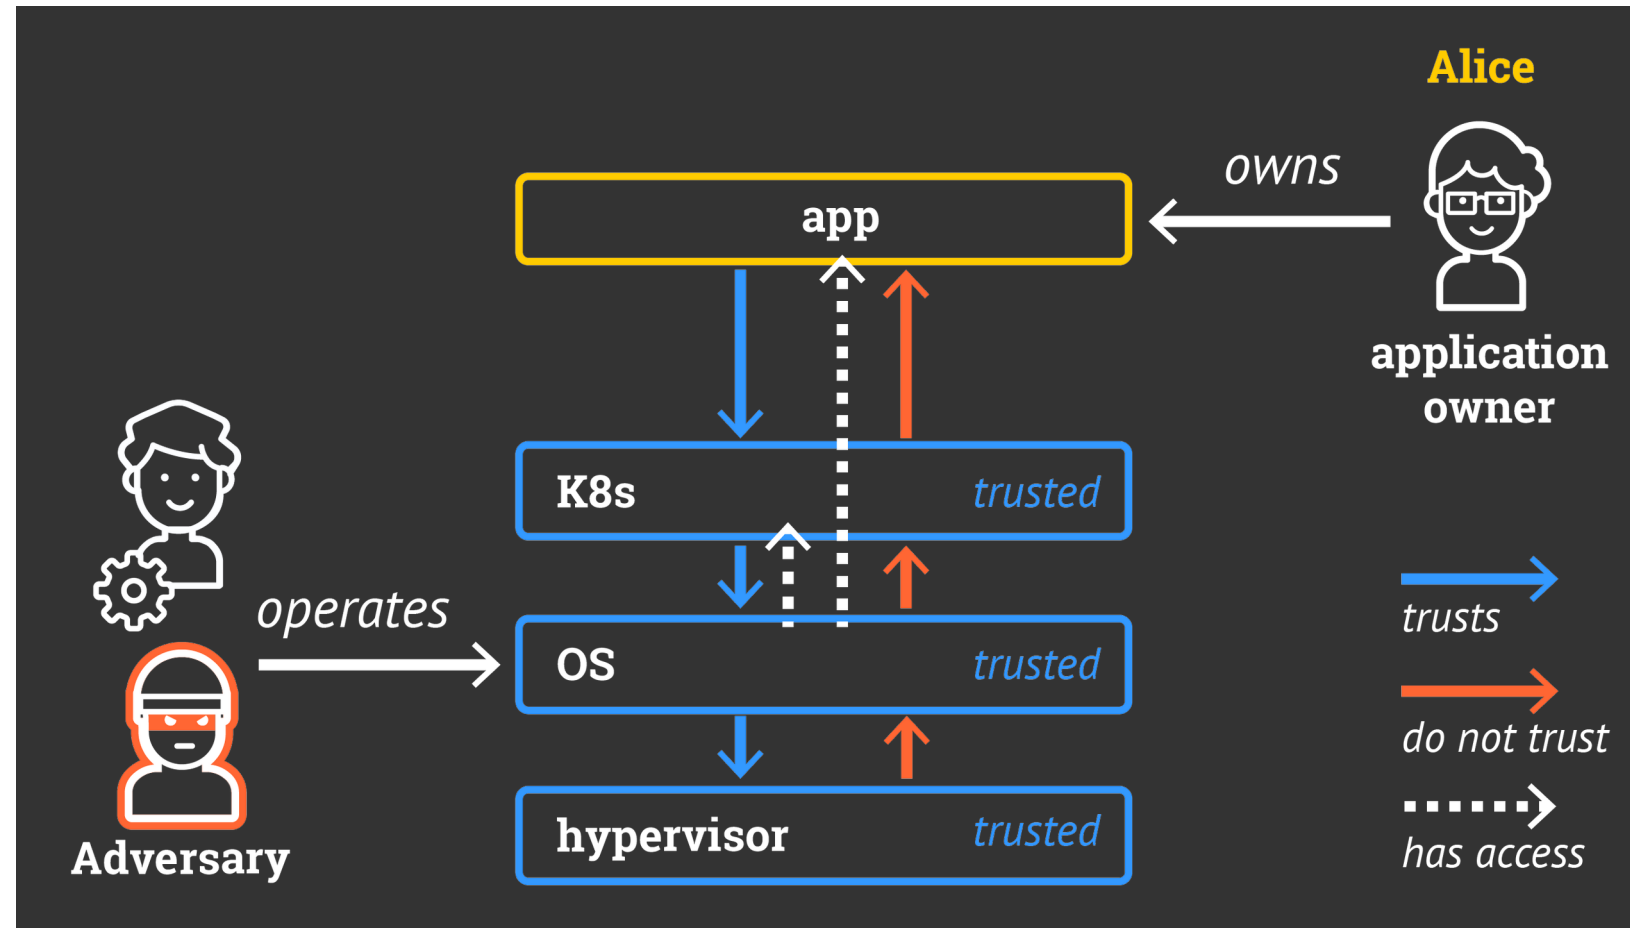 Alice
owns
app
application
owner
K8s
trusted
operates
OS
trusted
trusts
do not trust
hypervisor
trusted
has access
Adversary